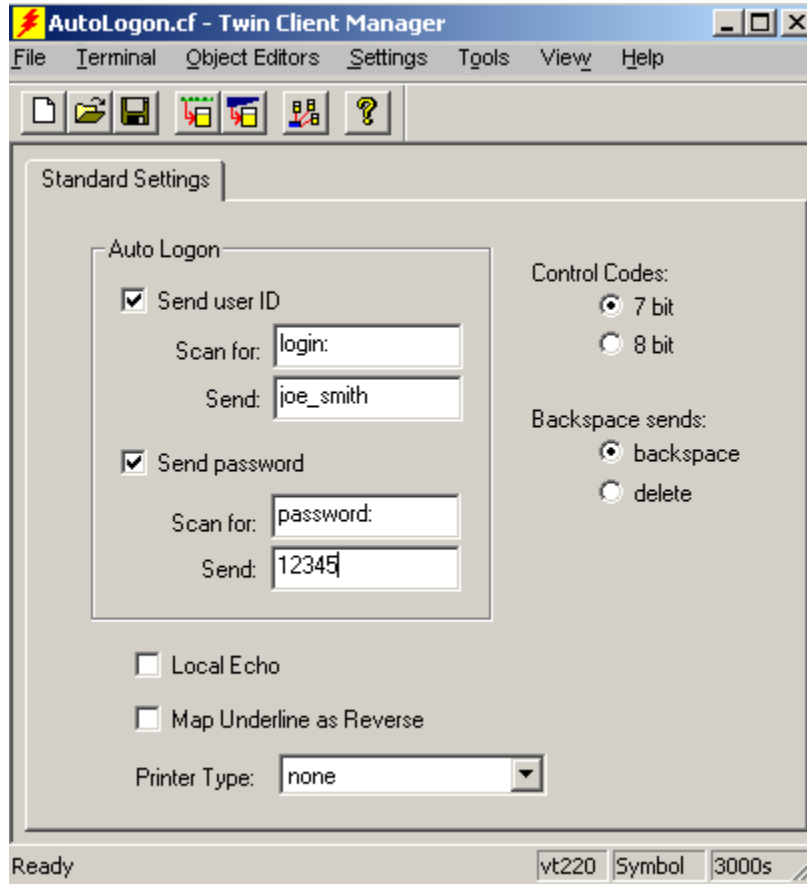 AutoLogon.cf - Twin Client Manager
File Terminal Object Editors Settings Tools View Help
Standard Settings
Auto Logon
Send user ID
Scan for: login:
Send: joe_smith
Send password
Scan for: password:
Send: 12345
Control Codes:
7 bit
8 bit
Backspace sends:
backspace
delete
Local Echo
Map Underline as Reverse
Printer Type: none
Ready vt220 Symbol 3000s